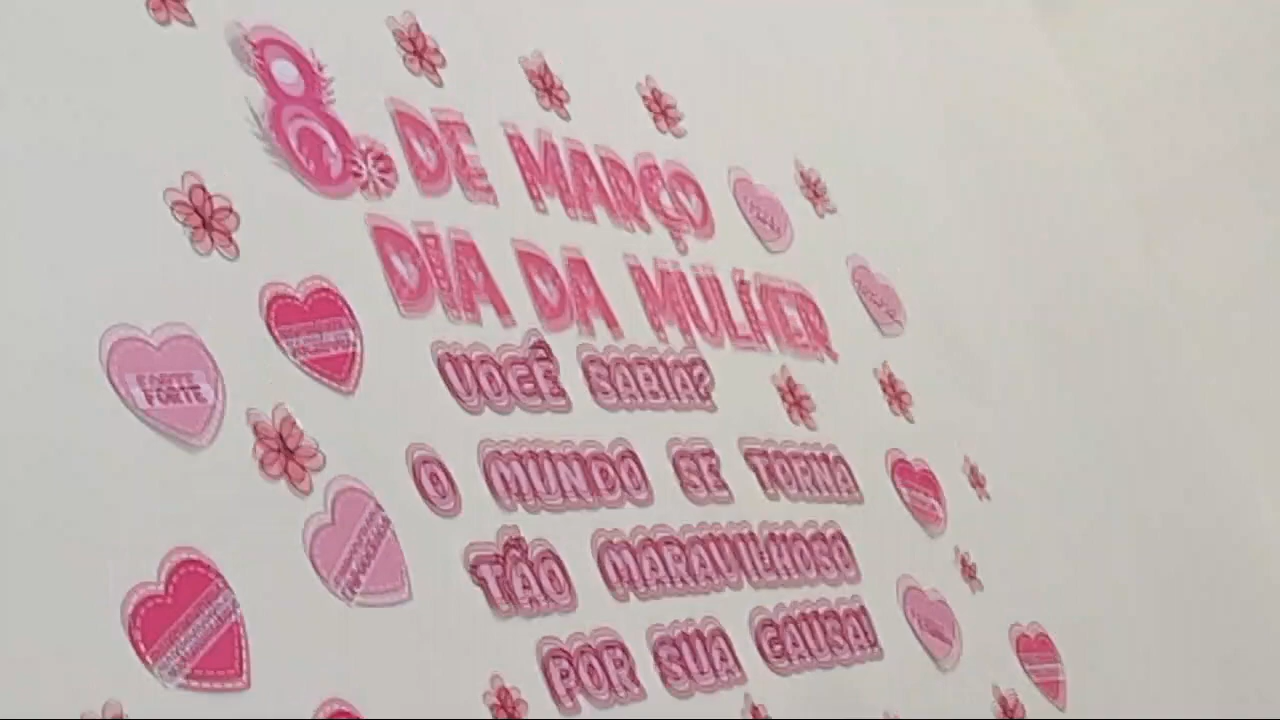 8 DE MARÇO
DIA DA MULHER
VOCÊ SABIA?
O MUNDO SE TORNA
TÃO MARAVILHOSO
POR SUA CAUSA!
FORTE